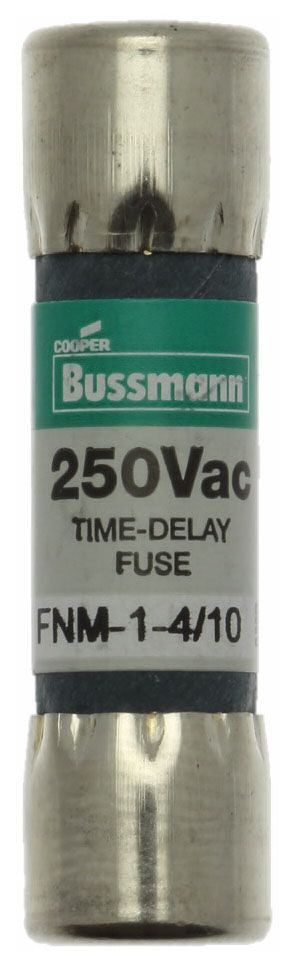 COOPER
Bussmann
250Vac
TIME-DELAY
FUSE
FNM-1-4/10